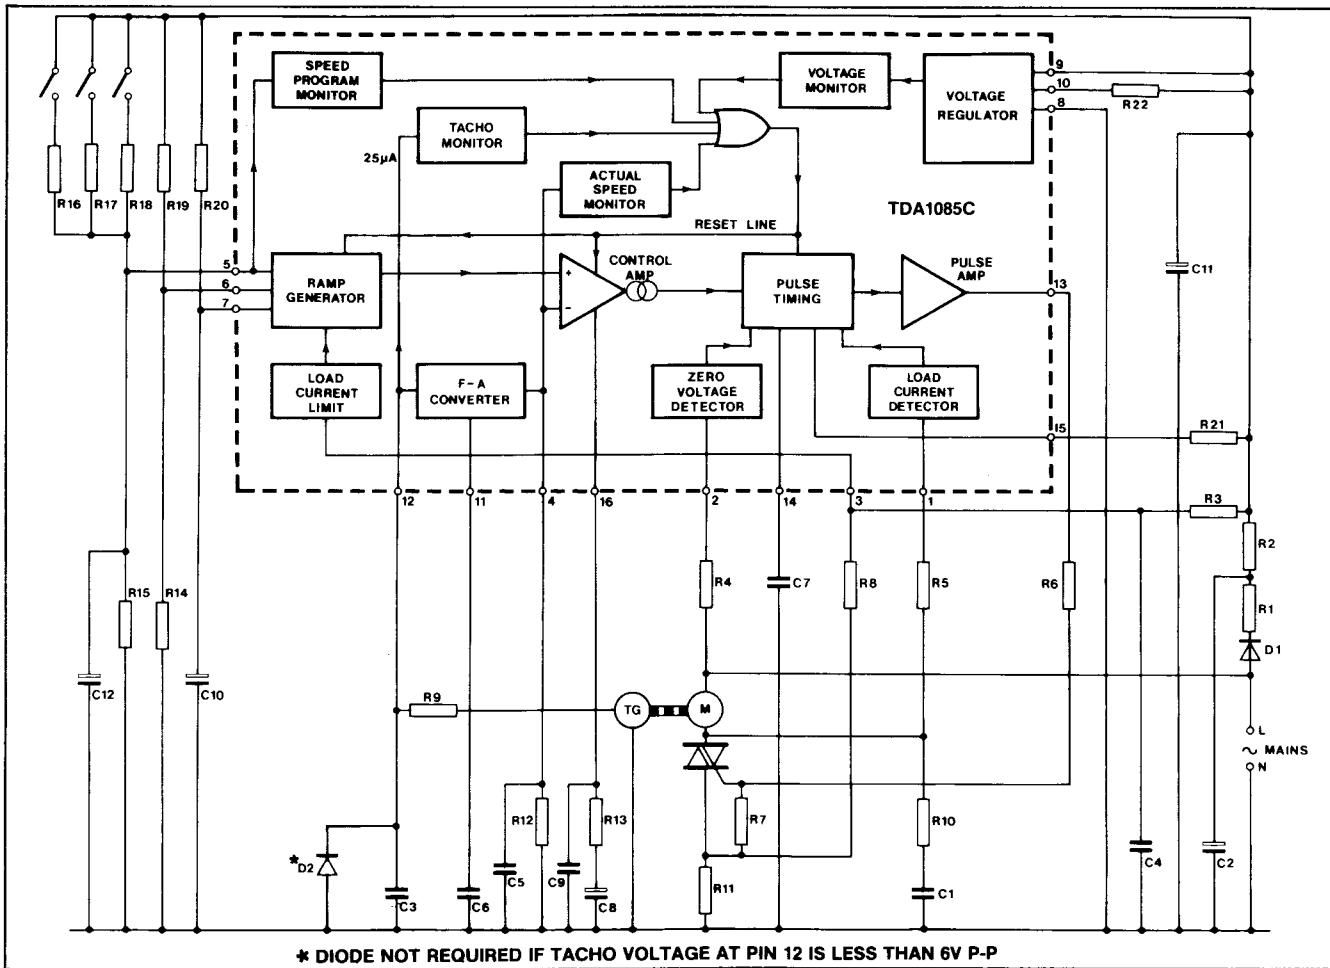 SPEED
PROGRAM
MONITOR
VOLTAGE
MONITOR
VOLTAGE
REGULATOR
9
10
8
R22
TACHO
MONITOR
25µA
ACTUAL
SPEED
MONITOR
TDA1085C
R16
R17
R18
R19
R20
RESET LINE
5
6
7
RAMP
GENERATOR
+
−
CONTROL
AMP
PULSE
TIMING
PULSE
AMP
13
C11
LOAD
CURRENT
LIMIT
F-A
CONVERTER
ZERO
VOLTAGE
DETECTOR
LOAD
CURRENT
DETECTOR
15
R21
12
11
4
16
2
14
3
1
R3
R2
R15
R14
R4
C7
R8
R5
R6
R1
D1
C12
C10
R9
TG
M
L
∼ MAINS
N
R12
R13
R7
R10
*D2
C3
C6
C5
C9
C8
R11
C1
C4
C2
* DIODE NOT REQUIRED IF TACHO VOLTAGE AT PIN 12 IS LESS THAN 6V P-P